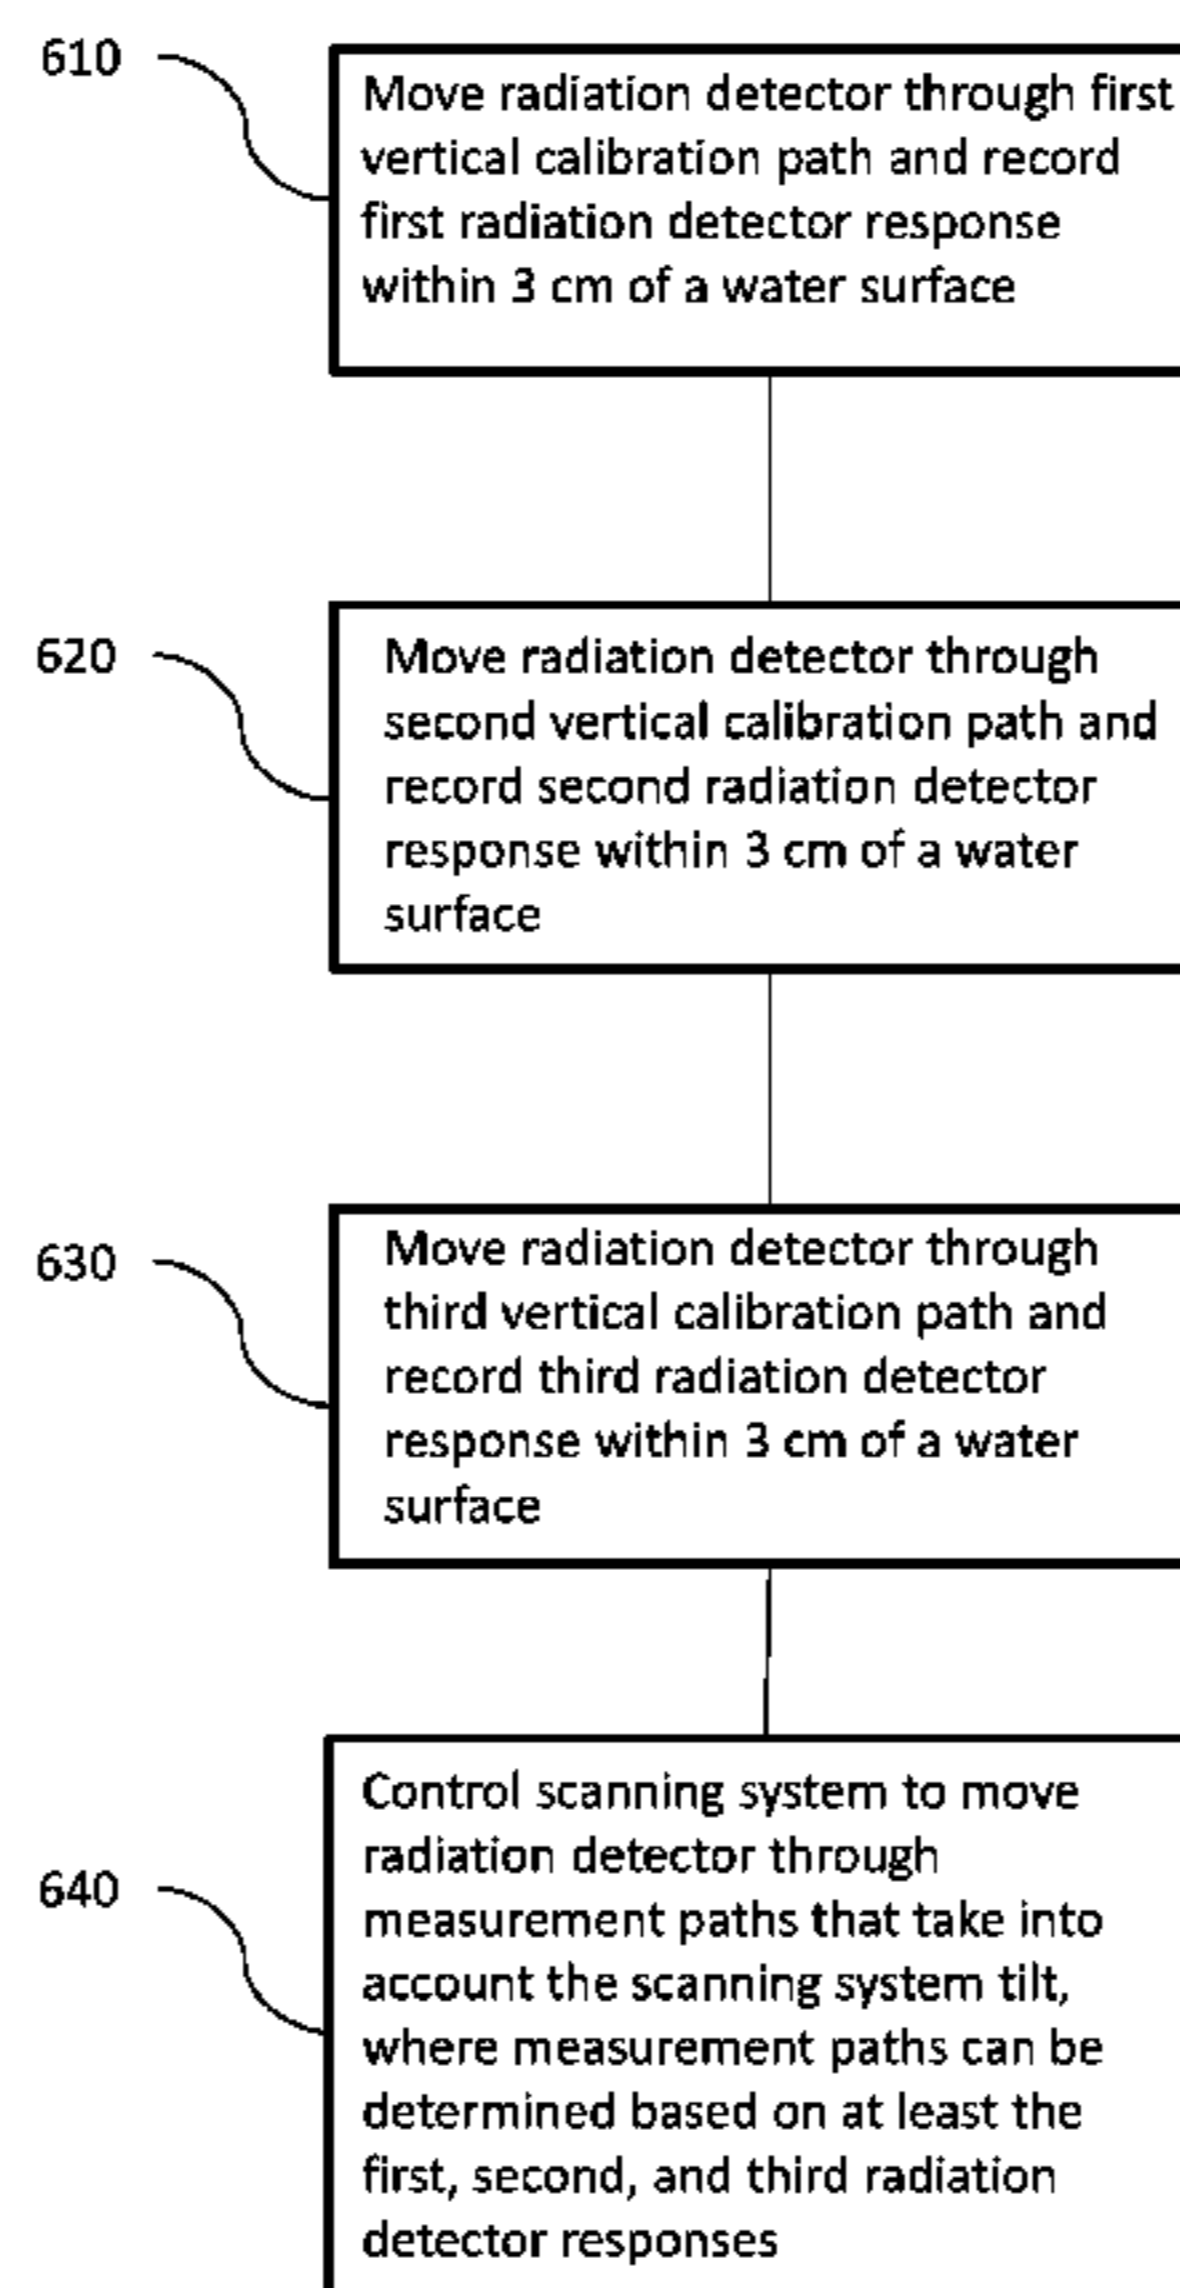 610
Move radiation detector through first
vertical calibration path and record
first radiation detector response
within 3 cm of a water surface
620
Move radiation detector through
second vertical calibration path and
record second radiation detector
response within 3 cm of a water
surface
630
Move radiation detector through
third vertical calibration path and
record third radiation detector
response within 3 cm of a water
surface
640
Control scanning system to move
radiation detector through
measurement paths that take into
account the scanning system tilt,
where measurement paths can be
determined based on at least the
first, second, and third radiation
detector responses